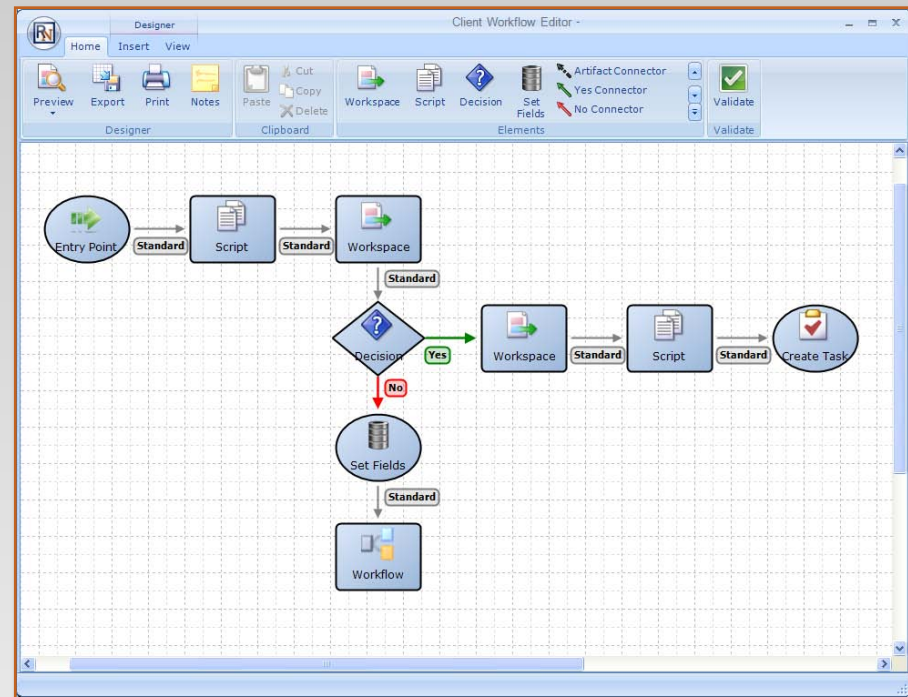 Designer
Client Workflow Editor -
RN
Home Insert View
Preview
Export
Print
Notes
Designer
Paste
Cut
Copy
Delete
Clipboard
Workspace
Script
Decision
Set
Fields
Artifact Connector
Yes Connector
No Connector
Elements
Validate
Validate
Entry Point
Standard
Script
Standard
Workspace
Standard
Decision
Yes
Workspace
Standard
Script
Standard
Create Task
No
Set Fields
Standard
Workflow